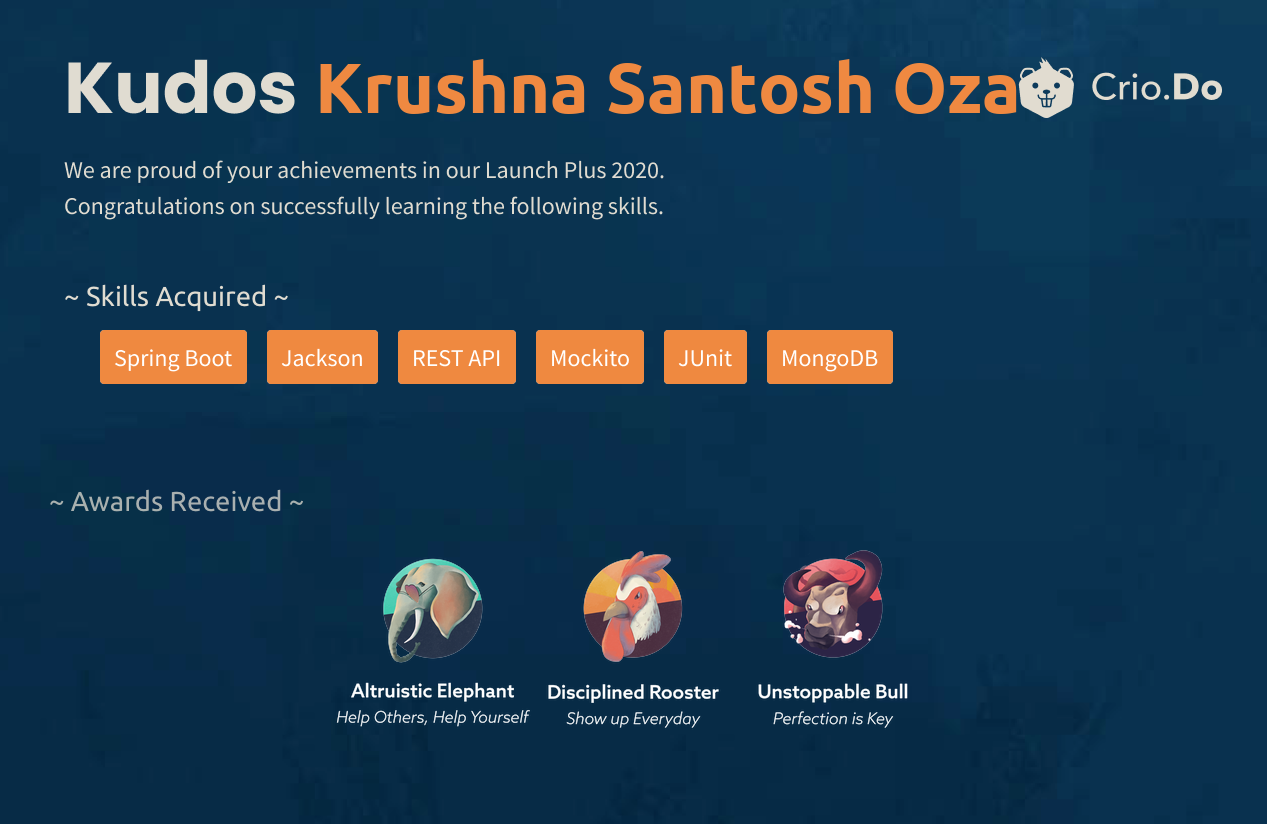 Kudos Krushna Santosh Oza Crio.Do
We are proud of your achievements in our Launch Plus 2020.
Congratulations on successfully learning the following skills.
~ Skills Acquired ~
Spring Boot Jackson REST API Mockito JUnit MongoDB
~ Awards Received ~
Altruistic Elephant Disciplined Rooster Unstoppable Bull
Help Others, Help Yourself Show up Everyday Perfection is Key